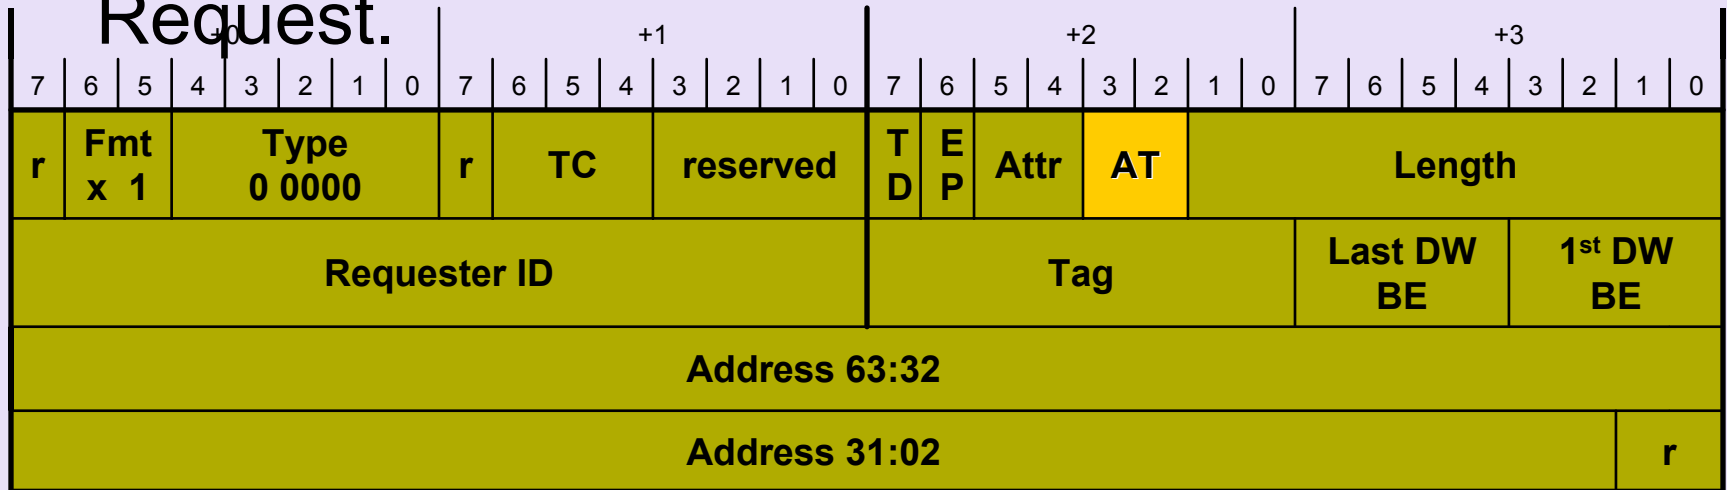 Request.
+0 +1 +2 +3
7 6 5 4 3 2 1 0 7 6 5 4 3 2 1 0 7 6 5 4 3 2 1 0 7 6 5 4 3 2 1 0
r Fmt x 1 Type 0 0000 r TC reserved T D E P Attr AT Length
Requester ID Tag Last DW BE 1st DW BE
Address 63:32
Address 31:02 r